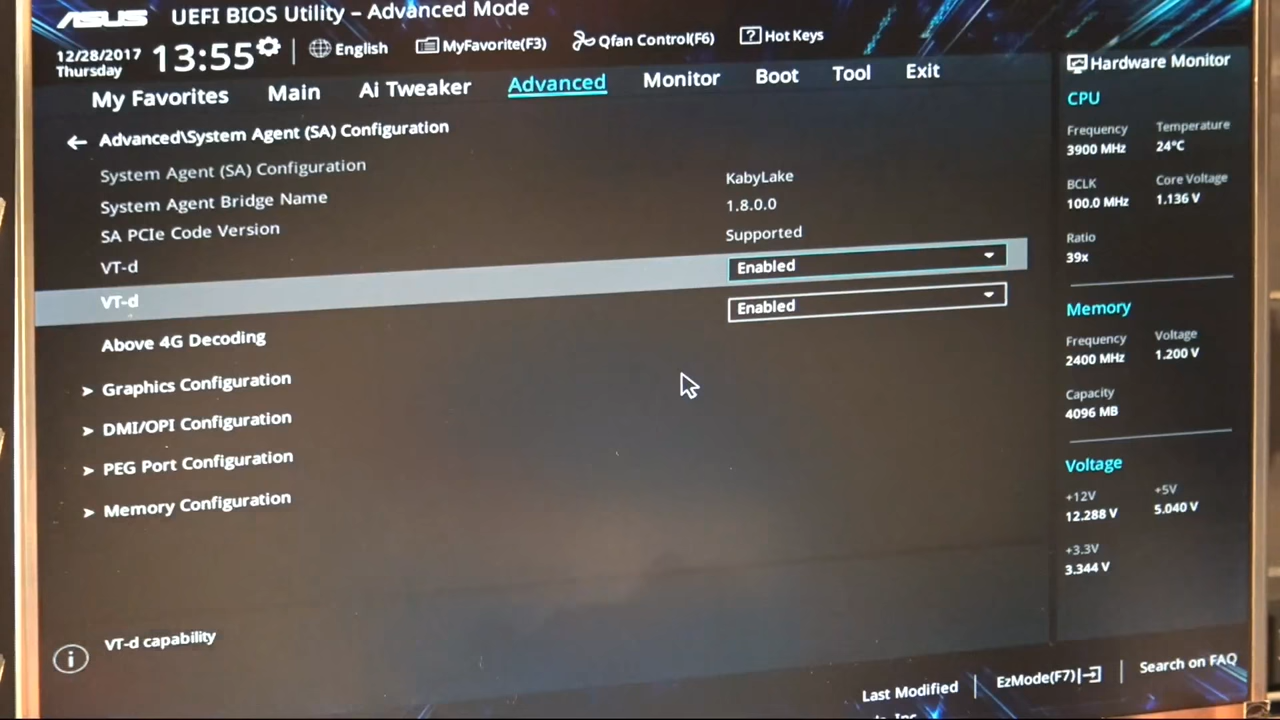 ASUS UEFI BIOS Utility – Advanced Mode
12/28/2017 Thursday 13:55 English MyFavorite(F3) Qfan Control(F6) ? Hot Keys
My Favorites Main Ai Tweaker Advanced Monitor Boot Tool Exit
← Advanced\System Agent (SA) Configuration
System Agent (SA) Configuration
System Agent Bridge Name KabyLake
SA PCIe Code Version 1.8.0.0
VT-d Supported
VT-d Enabled
Above 4G Decoding Enabled
> Graphics Configuration
> DMI/OPI Configuration
> PEG Port Configuration
> Memory Configuration
i VT-d capability
Hardware Monitor
CPU
Frequency Temperature
3900 MHz 24°C
BCLK Core Voltage
100.0 MHz 1.136 V
Ratio
39x
Memory
Frequency Voltage
2400 MHz 1.200 V
Capacity
4096 MB
Voltage
+12V +5V
12.288 V 5.040 V
+3.3V
3.344 V
Last Modified EzMode(F7) Search on FAQ